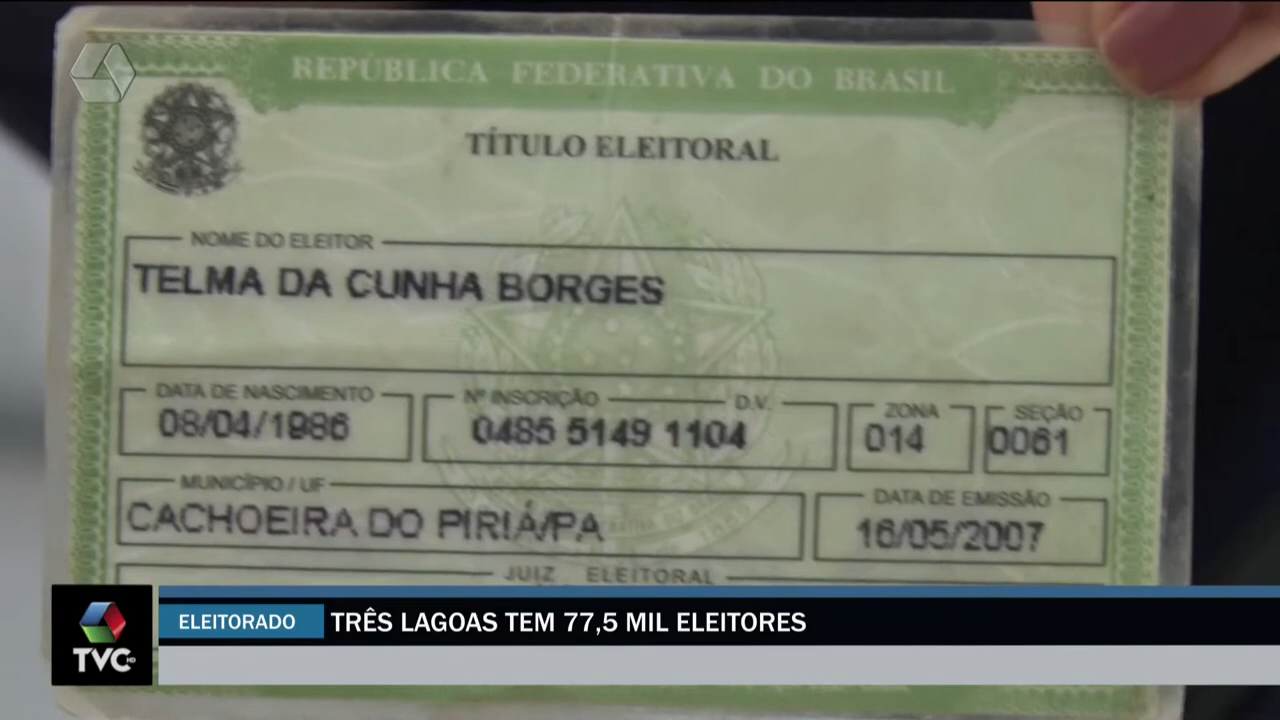 REPÚBLICA FEDERATIVA DO BRASIL
TÍTULO ELEITORAL
NOME DO ELEITOR
TELMA DA CUNHA BORGES
DATA DE NASCIMENTO
08/04/1986
Nº INSCRIÇÃO D.V.
0485 5149 1104
ZONA
014
SEÇÃO
0061
MUNICÍPIO / UF
CACHOEIRA DO PIRIÁ/PA
DATA DE EMISSÃO
16/05/2007
JUIZ ELEITORAL
ELEITORADO
TRÊS LAGOAS TEM 77,5 MIL ELEITORES
TVC HD